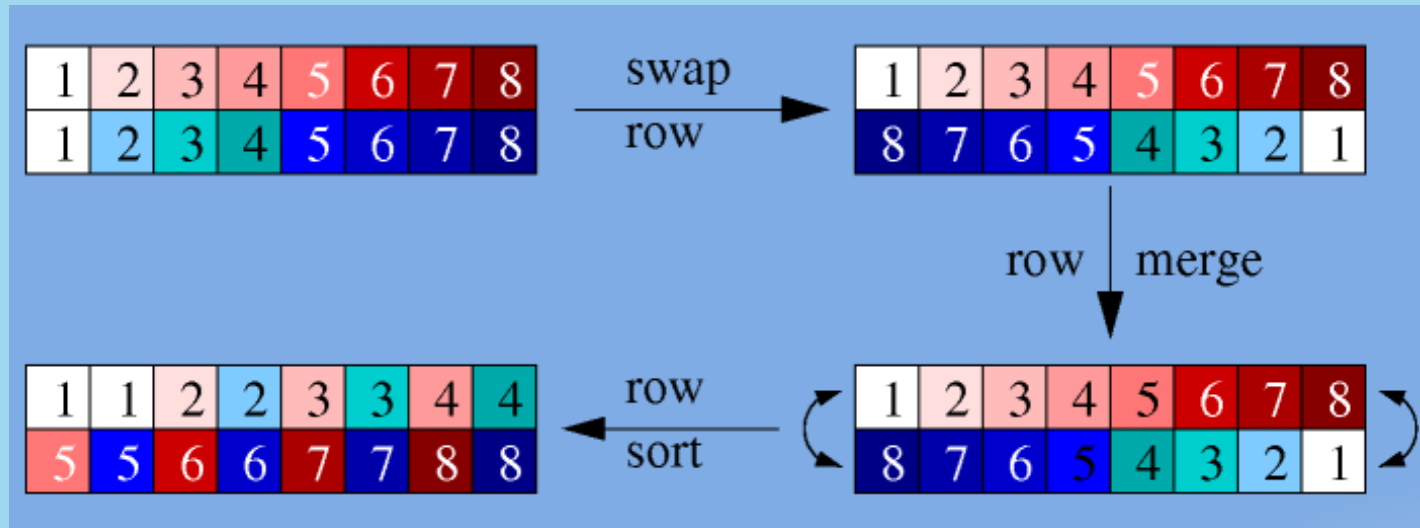 1 2 3 4 5 6 7 8
1 2 3 4 5 6 7 8
swap
row
1 2 3 4 5 6 7 8
8 7 6 5 4 3 2 1
row merge
1 1 2 2 3 3 4 4
5 5 6 6 7 7 8 8
row
sort
1 2 3 4 5 6 7 8
8 7 6 5 4 3 2 1